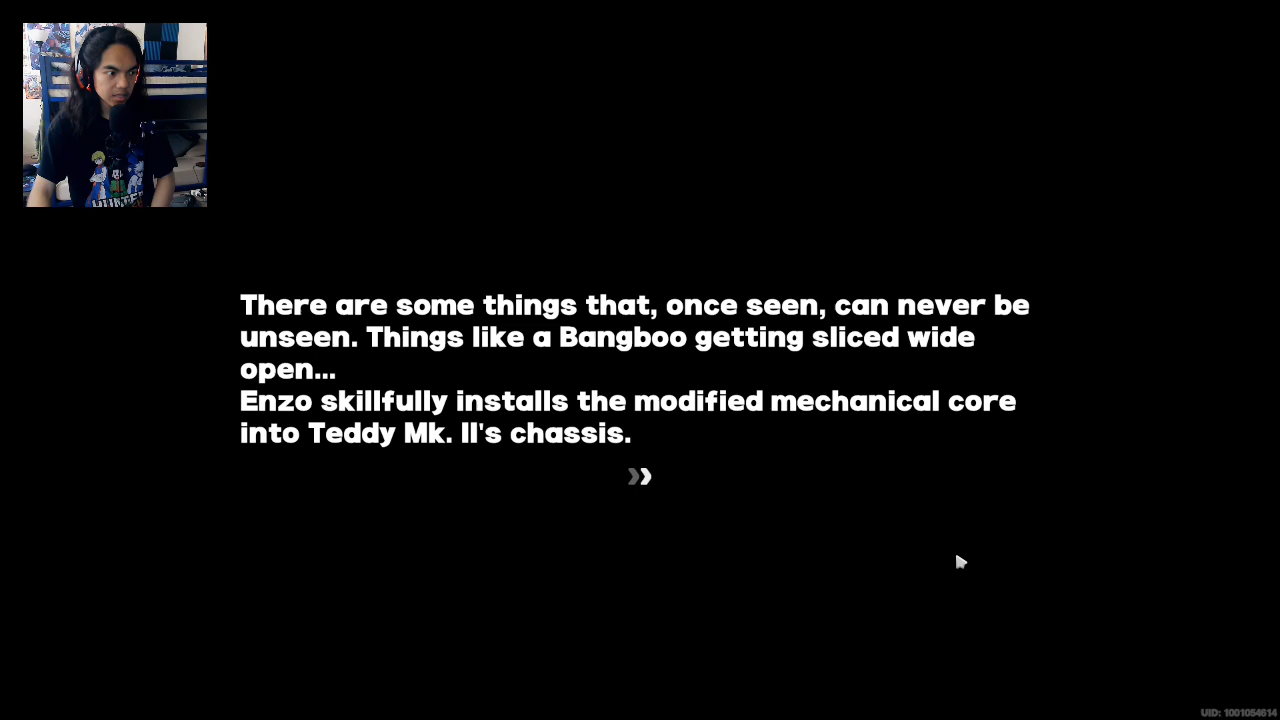 There are some things that, once seen, can never be
unseen. Things like a Bangboo getting sliced wide
open...
Enzo skillfully installs the modified mechanical core
into Teddy Mk. II's chassis.
HUNTER
UID: 1001054614